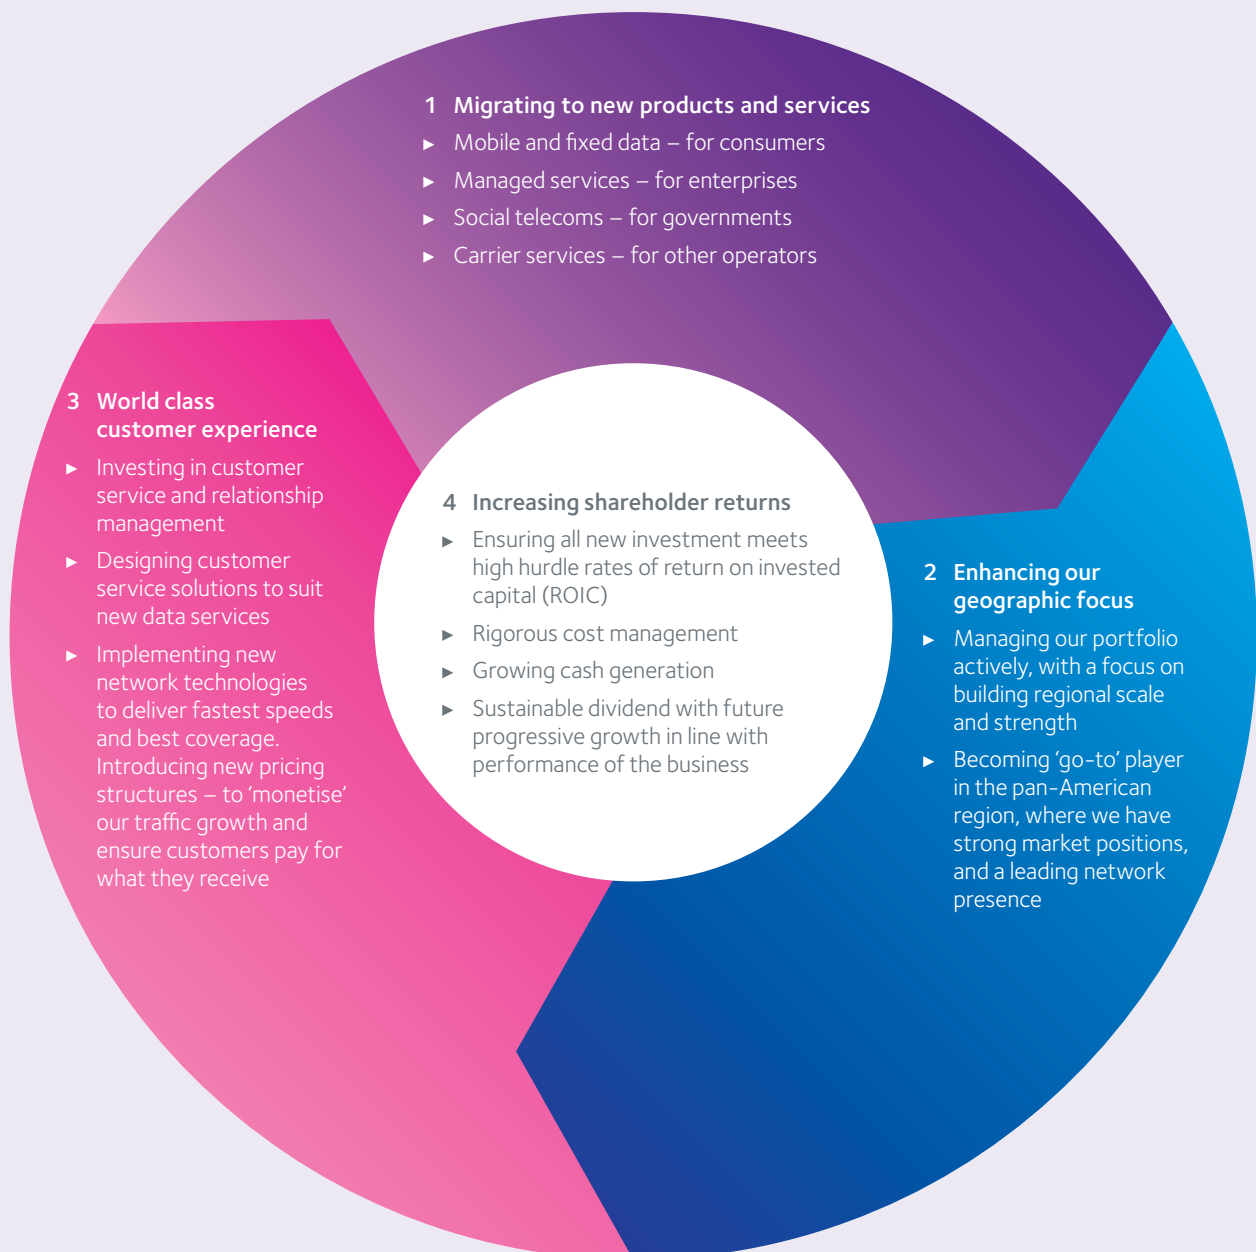 1 Migrating to new products and services
► Mobile and fixed data – for consumers
► Managed services – for enterprises
► Social telecoms – for governments
► Carrier services – for other operators
2 Enhancing our
geographic focus
► Managing our portfolio
actively, with a focus on
building regional scale
and strength
► Becoming ‘go-to’ player
in the pan-American
region, where we have
strong market positions,
and a leading network
presence
3 World class
customer experience
► Investing in customer
service and relationship
management
► Designing customer
service solutions to suit
new data services
► Implementing new
network technologies
to deliver fastest speeds
and best coverage.
Introducing new pricing
structures – to ‘monetise’
our traffic growth and
ensure customers pay for
what they receive
4 Increasing shareholder returns
► Ensuring all new investment meets
high hurdle rates of return on invested
capital (ROIC)
► Rigorous cost management
► Growing cash generation
► Sustainable dividend with future
progressive growth in line with
performance of the business